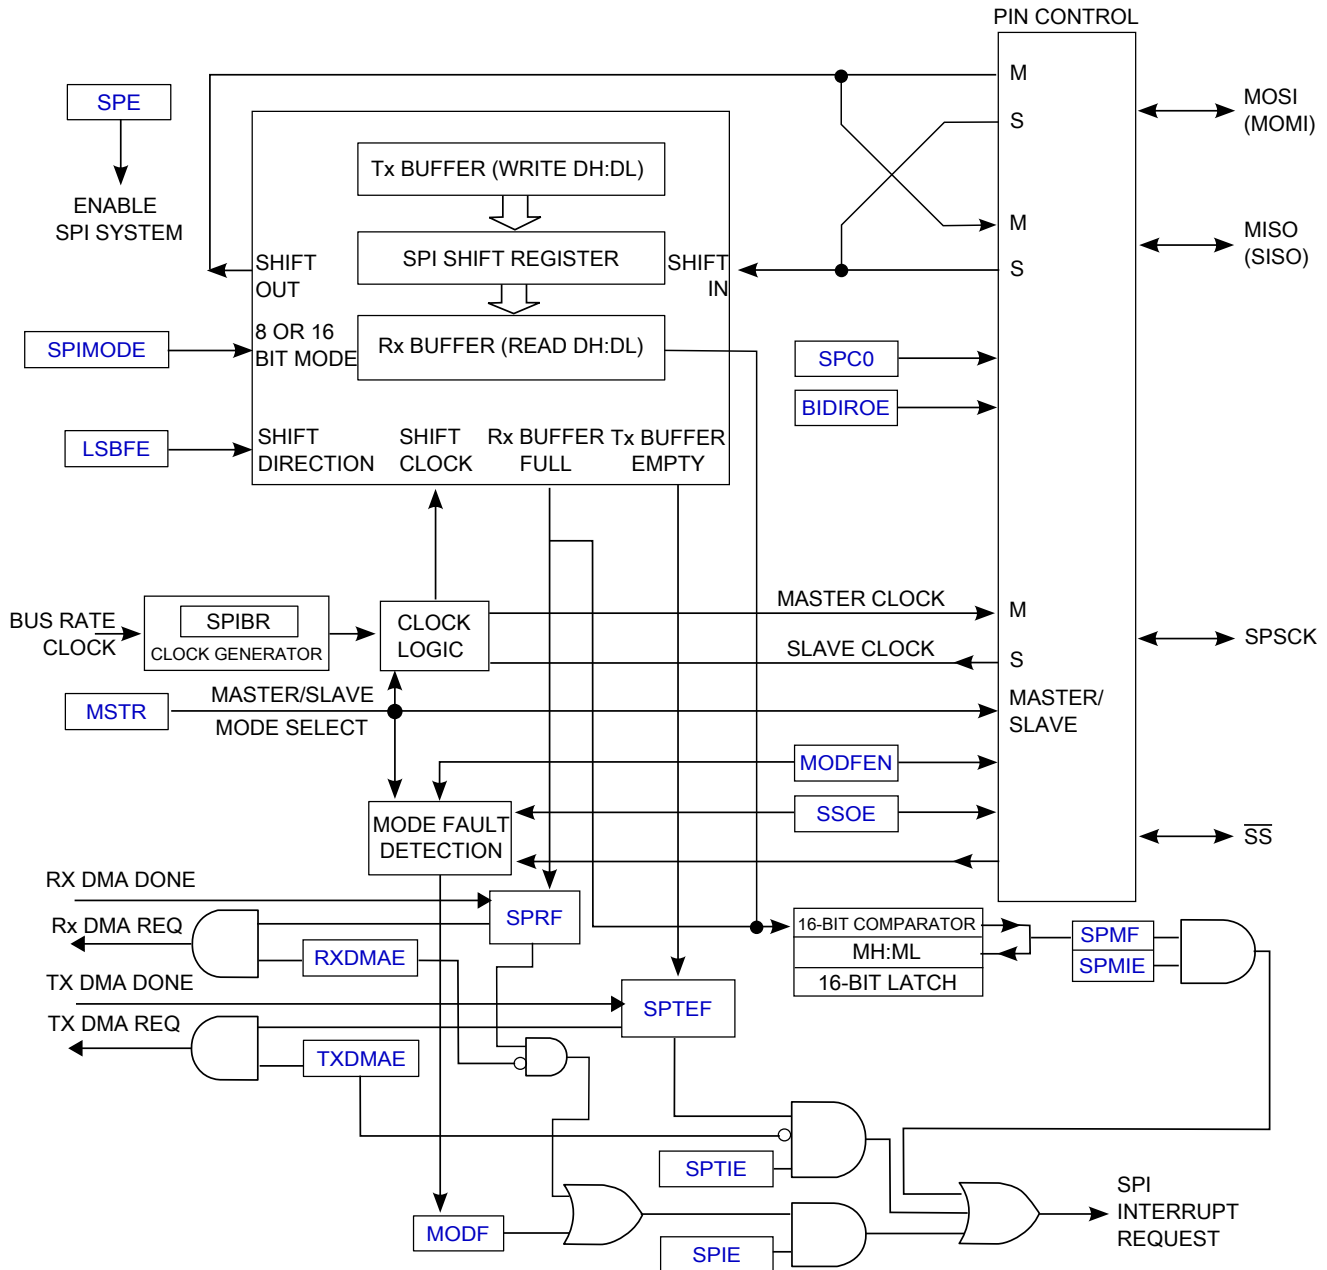 PIN CONTROL
SPE
ENABLE
SPI SYSTEM
Tx BUFFER (WRITE DH:DL)
SPI SHIFT REGISTER
Rx BUFFER (READ DH:DL)
SHIFT
OUT
SHIFT
IN
8 OR 16
BIT MODE
SPIMODE
LSBFE
SHIFT
DIRECTION
SHIFT
CLOCK
Rx BUFFER
FULL
Tx BUFFER
EMPTY
M
S
M
S
MOSI
(MOMI)
MISO
(SISO)
SPC0
BIDIROE
BUS RATE
CLOCK
SPIBR
CLOCK GENERATOR
CLOCK
LOGIC
MASTER CLOCK
M
SLAVE CLOCK
S
SPSCK
MSTR
MASTER/SLAVE
MODE SELECT
MASTER/
SLAVE
MODFEN
SSOE
MODE FAULT
DETECTION
SS
RX DMA DONE
Rx DMA REQ
SPRF
RXDMAE
TX DMA DONE
TX DMA REQ
SPTEF
TXDMAE
16-BIT COMPARATOR
MH:ML
16-BIT LATCH
SPMF
SPMIE
SPTIE
MODF
SPIE
SPI
INTERRUPT
REQUEST